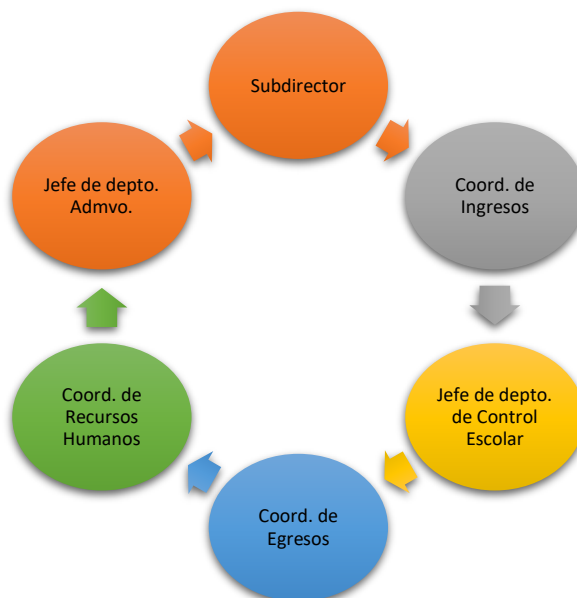 Subdirector
Coord. de
Ingresos
Jefe de depto.
de Control
Escolar
Coord. de
Egresos
Coord. de
Recursos
Humanos
Jefe de depto.
Admvo.